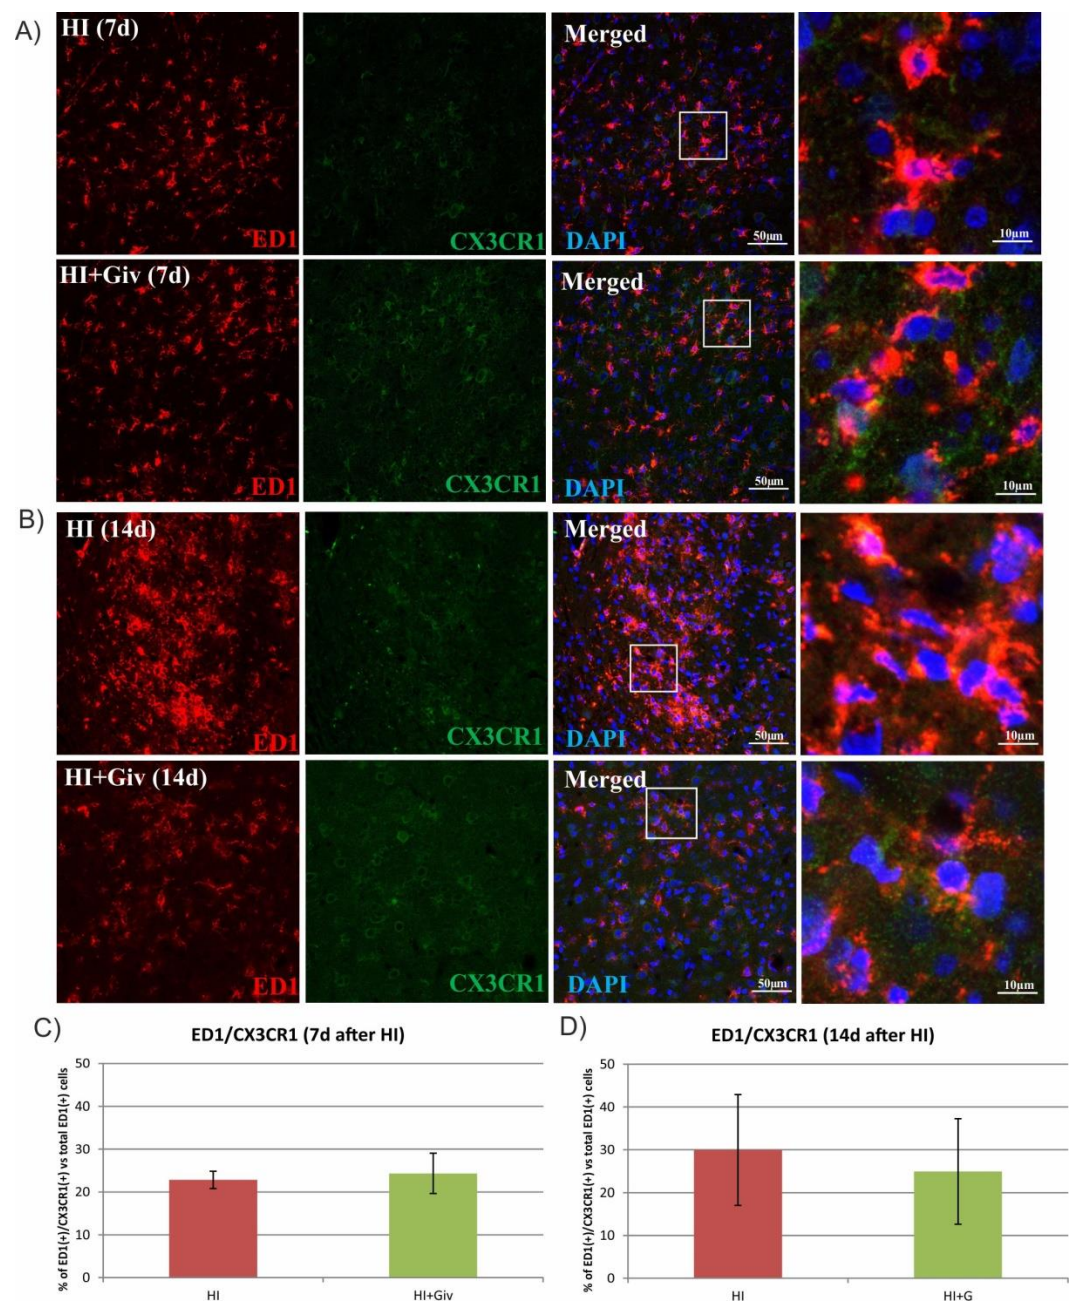 A)
HI (7d)
ED1
CX3CR1
Merged
DAPI
50µm
10µm
HI+Giv (7d)
ED1
CX3CR1
Merged
DAPI
50µm
10µm
B)
HI (14d)
ED1
CX3CR1
Merged
DAPI
50µm
10µm
HI+Giv (14d)
ED1
CX3CR1
Merged
DAPI
50µm
10µm
C)
ED1/CX3CR1 (7d after HI)
% of ED1(+)/CX3CR1(+) vs total ED1(+) cells
50
40
30
20
10
0
HI
HI+Giv
D)
ED1/CX3CR1 (14d after HI)
% of ED1(+)/CX3CR1(+) vs total ED1(+) cells
50
40
30
20
10
0
HI
HI+G